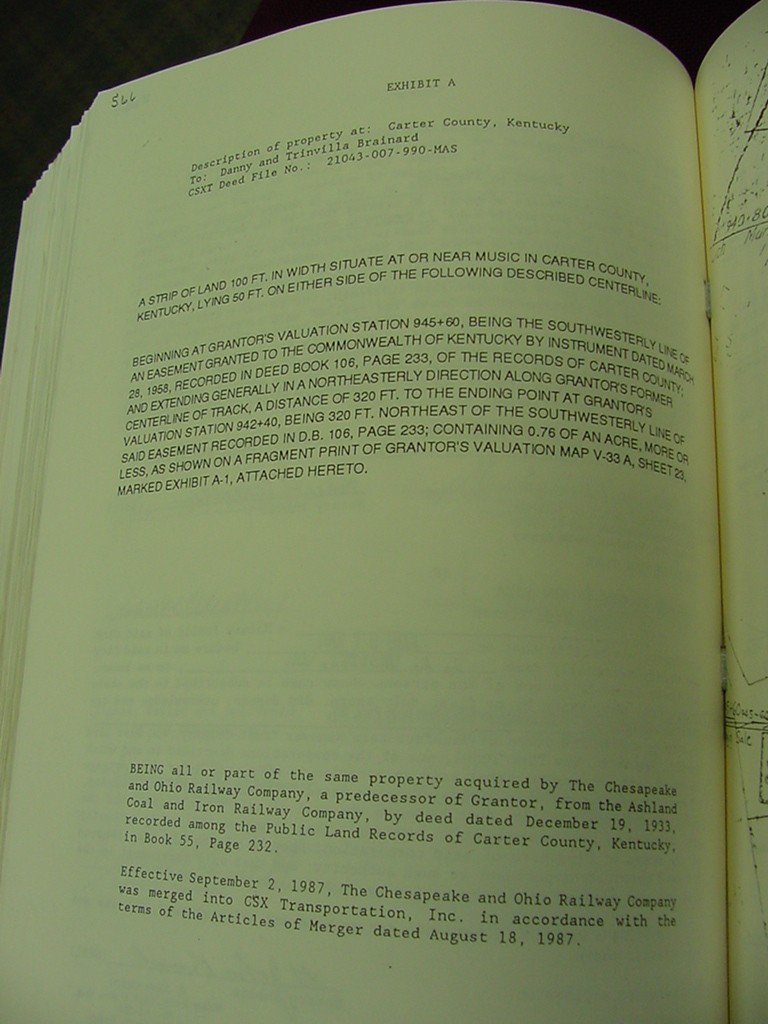 566
EXHIBIT A
Description of property at: Carter County, Kentucky
To: Danny and Trinvilla Brainard
CSXT Deed File No.: 21043-007-990-MAS
A STRIP OF LAND 100 FT. IN WIDTH SITUATE AT OR NEAR MUSIC IN CARTER COUNTY,
KENTUCKY, LYING 50 FT. ON EITHER SIDE OF THE FOLLOWING DESCRIBED CENTERLINE:
BEGINNING AT GRANTOR'S VALUATION STATION 945+60, BEING THE SOUTHWESTERLY LINE OF
AN EASEMENT GRANTED TO THE COMMONWEALTH OF KENTUCKY BY INSTRUMENT DATED MARCH
28, 1958, RECORDED IN DEED BOOK 106, PAGE 233, OF THE RECORDS OF CARTER COUNTY;
AND EXTENDING GENERALLY IN A NORTHEASTERLY DIRECTION ALONG GRANTOR'S FORMER
CENTERLINE OF TRACK, A DISTANCE OF 320 FT. TO THE ENDING POINT AT GRANTOR'S
VALUATION STATION 942+40, BEING 320 FT. NORTHEAST OF THE SOUTHWESTERLY LINE OF
SAID EASEMENT RECORDED IN D.B. 106, PAGE 233; CONTAINING 0.76 OF AN ACRE, MORE OR
LESS, AS SHOWN ON A FRAGMENT PRINT OF GRANTOR'S VALUATION MAP V-33 A, SHEET 23,
MARKED EXHIBIT A-1, ATTACHED HERETO.
BEING all or part of the same property acquired by The Chesapeake
and Ohio Railway Company, a predecessor of Grantor, from the Ashland
Coal and Iron Railway Company, by deed dated December 19, 1933,
recorded among the Public Land Records of Carter County, Kentucky,
in Book 55, Page 232.
Effective September 2, 1987, The Chesapeake and Ohio Railway Company
was merged into CSX Transportation, Inc. in accordance with the
terms of the Articles of Merger dated August 18, 1987.